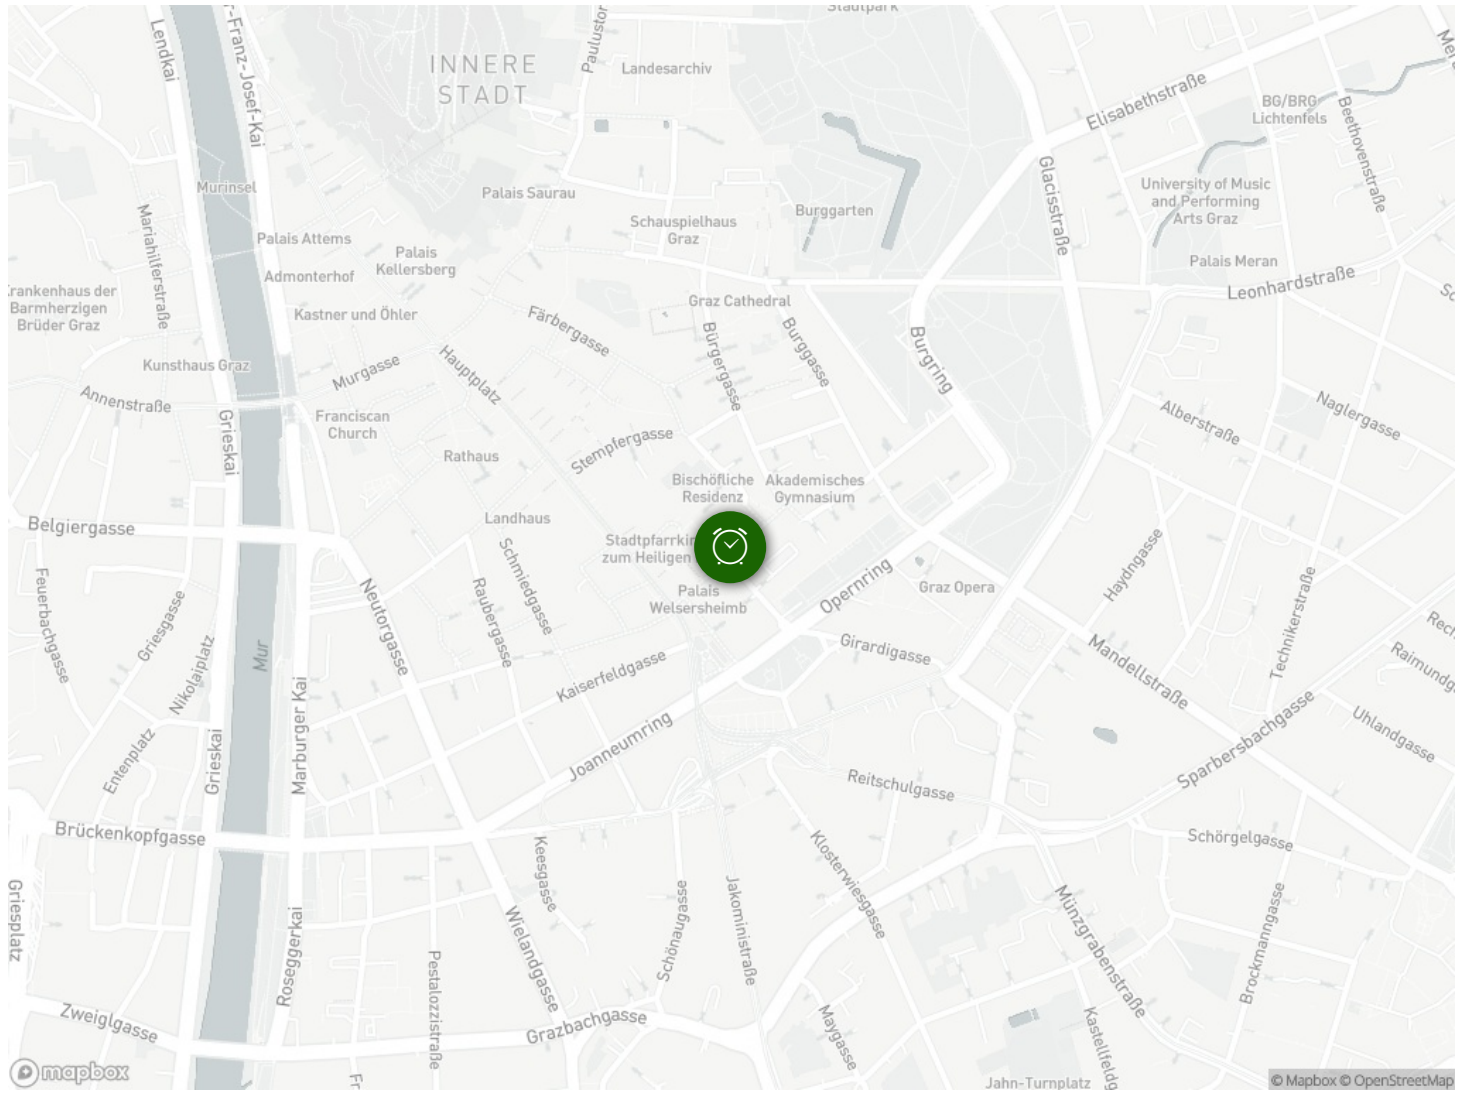 Stadtpark
Lendkai
r-Franz-Josef-Kai
INNERE
STADT
Paulustor
Landesarchiv
Elisabethstraße
BG/BRG
Lichtenfels
Beethovenstraße
Murinsel
Palais Saurau
Burggarten
Glacisstraße
University of Music
and Performing
Arts Graz
Mariahilferstraße
Palais Attems
Schauspielhaus
Graz
Palais
Kellersberg
Admonterhof
Palais Meran
Leonhardstraße
Krankenhaus der
Barmherzigen
Brüder Graz
Kastner und Öhler
Färbergasse
Graz Cathedral
Bürgergasse
Burggasse
Burgring
Kunsthaus Graz
Murgasse
Hauptplatz
Annenstraße
Grieskai
Franciscan
Church
Stempfergasse
Alberstraße
Naglergasse
Rathaus
Bischöfliche
Residenz
Akademisches
Gymnasium
Belgiergasse
Landhaus
Schmiedgasse
Stadtpfarrkir
zum Heiligen
Palais
Welsersheimb
Opernring
Graz Opera
Haydngasse
Technikerstraße
Feuerbachgasse
Griesgasse
Nikolaiplatz
Mur
Neutorgasse
Raubergasse
Kaiserfeldgasse
Girardigasse
Mandellstraße
Raimundg
Rech
Entenplatz
Grieskai
Marburger Kai
Joanneumring
Reitschulgasse
Sparbersbachgasse
Uhlandgasse
Brückenkopfgasse
Keesgasse
Klosterwiesgasse
Schörgelgasse
Griesplatz
Roseggerkai
Wielandgasse
Schönaugasse
Jakoministraße
Münzgrabenstraße
Brockmanngasse
Pestalozzistraße
Zweiglgasse
Grazbachgasse
Maygasse
Kastellfeldg
Fr
Jahn-Turnplatz
mapbox
© Mapbox © OpenStreetMap